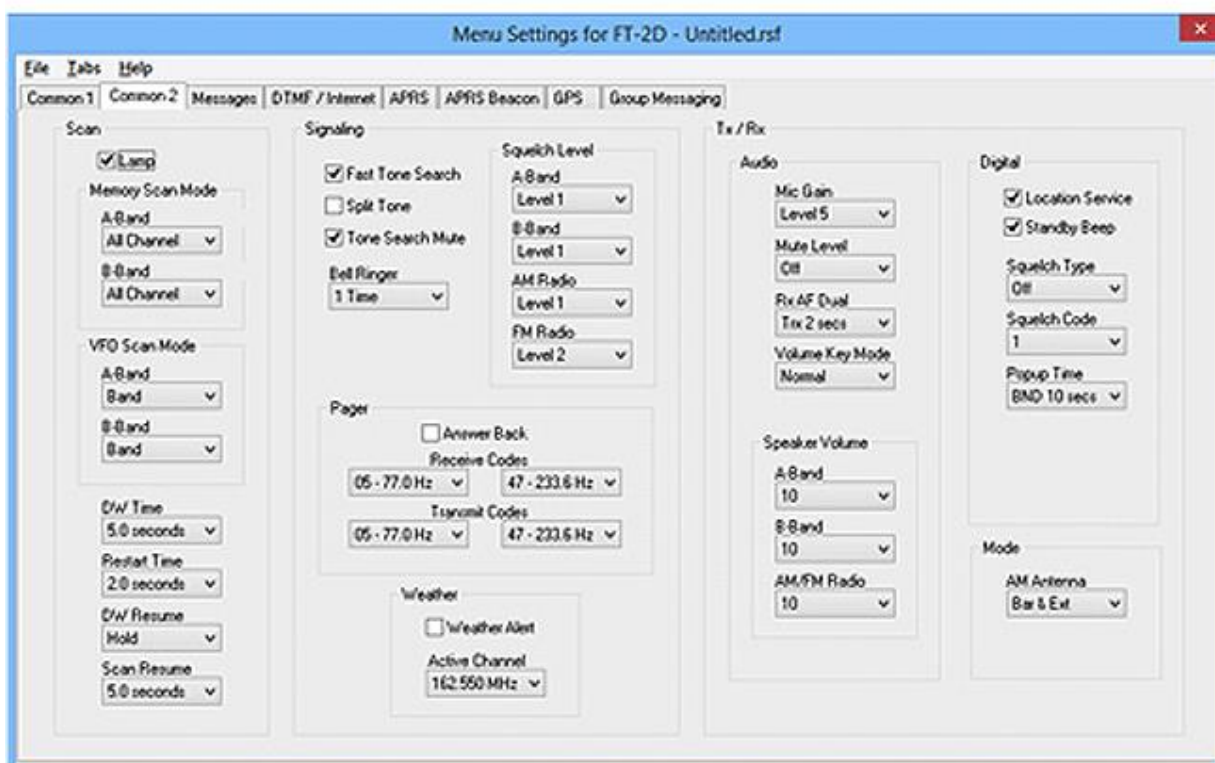 Menu Settings for FT-2D - Untitled.rsf
File Tabs Help
Common 1 Common 2 Messages DTMF / Internet APRS APRS Beacon GPS Group Messaging
Scan
Lamp
Memory Scan Mode
A-Band
All Channel
B-Band
All Channel
VFO Scan Mode
A-Band
Band
B-Band
Band
DW Time
5.0 seconds
Restart Time
2.0 seconds
DW Resume
Hold
Scan Resume
5.0 seconds
Signaling
Fast Tone Search
Split Tone
Tone Search Mute
Bell Ringer
1 Time
Squelch Level
A-Band
Level 1
B-Band
Level 1
AM Radio
Level 1
FM Radio
Level 2
Pager
Answer Back
Receive Codes
05 - 77.0 Hz 47 - 233.6 Hz
Transmit Codes
05 - 77.0 Hz 47 - 233.6 Hz
Weather
Weather Alert
Active Channel
162.550 MHz
Tx / Rx
Audio
Mic Gain
Level 5
Mute Level
Off
Rx AF Dual
Trx 2 secs
Volume Key Mode
Normal
Speaker Volume
A-Band
10
B-Band
10
AM/FM Radio
10
Digital
Location Service
Standby Beep
Squelch Type
Off
Squelch Code
1
Popup Time
BND 10 secs
Mode
AM Antenna
Bar & Ext